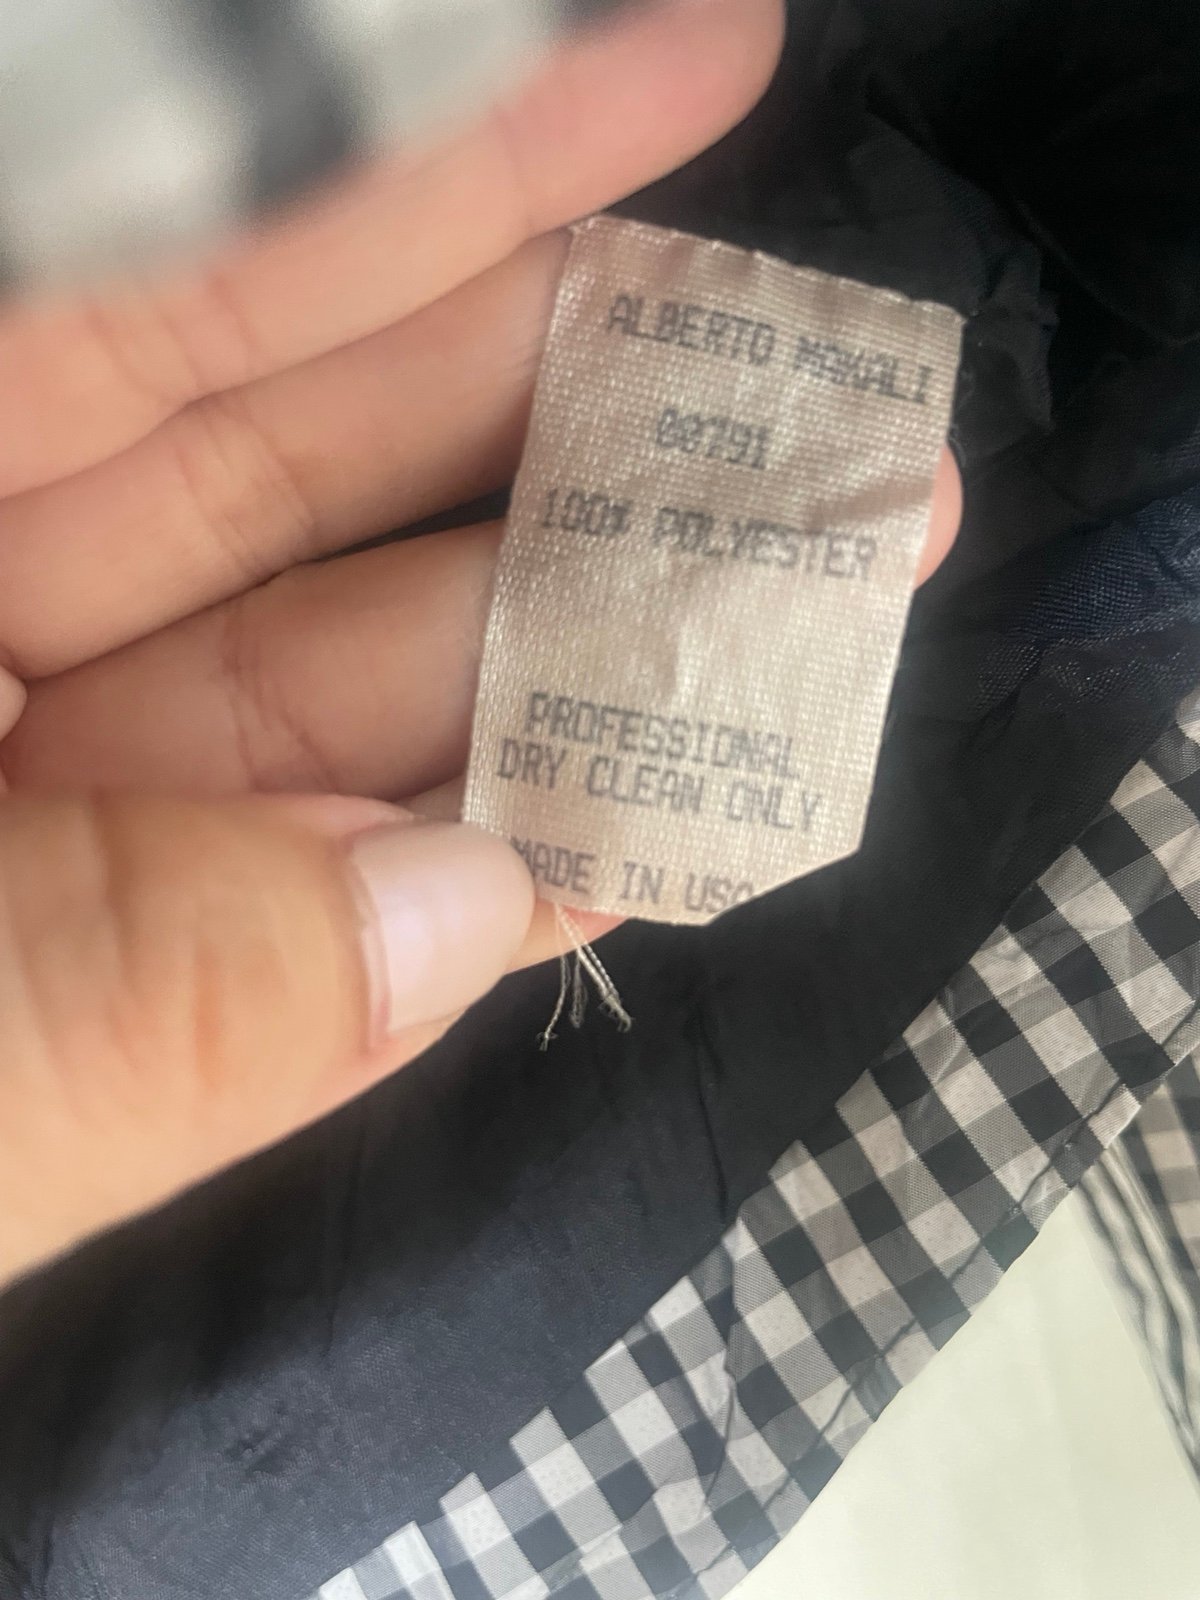 ALBERTO MAKALI
00791
100% POLYESTER
PROFESSIONAL
DRY CLEAN ONLY
MADE IN USA